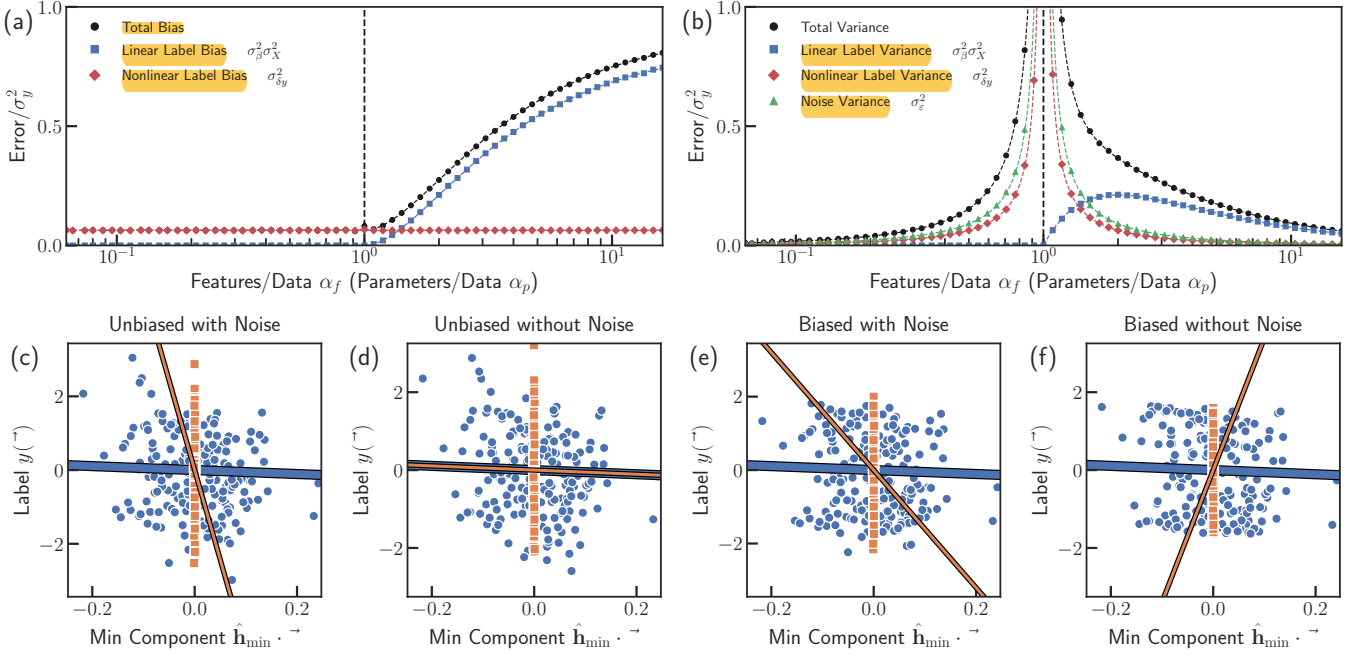 (a)
Total Bias
Linear Label Bias σ²_β σ²_X
Nonlinear Label Bias σ²_δy
Error/σ²_y
1.0
0.5
0.0
10⁻¹ 10⁰ 10¹
Features/Data α_f (Parameters/Data α_p)
(b)
Total Variance
Linear Label Variance σ²_β σ²_X
Nonlinear Label Variance σ²_δy
Noise Variance σ²_ε
Error/σ²_y
1.0
0.5
0.0
10⁻¹ 10⁰ 10¹
Features/Data α_f (Parameters/Data α_p)
Unbiased with Noise
(c)
Label y(⃗)
2
0
−2
−0.2 0.0 0.2
Min Component ĥ_min · ⃗
Unbiased without Noise
(d)
Label y(⃗)
2
0
−2
−0.2 0.0 0.2
Min Component ĥ_min · ⃗
Biased with Noise
(e)
Label y(⃗)
2
0
−2
−0.2 0.0 0.2
Min Component ĥ_min · ⃗
Biased without Noise
(f)
Label y(⃗)
2
0
−2
−0.2 0.0 0.2
Min Component ĥ_min · ⃗